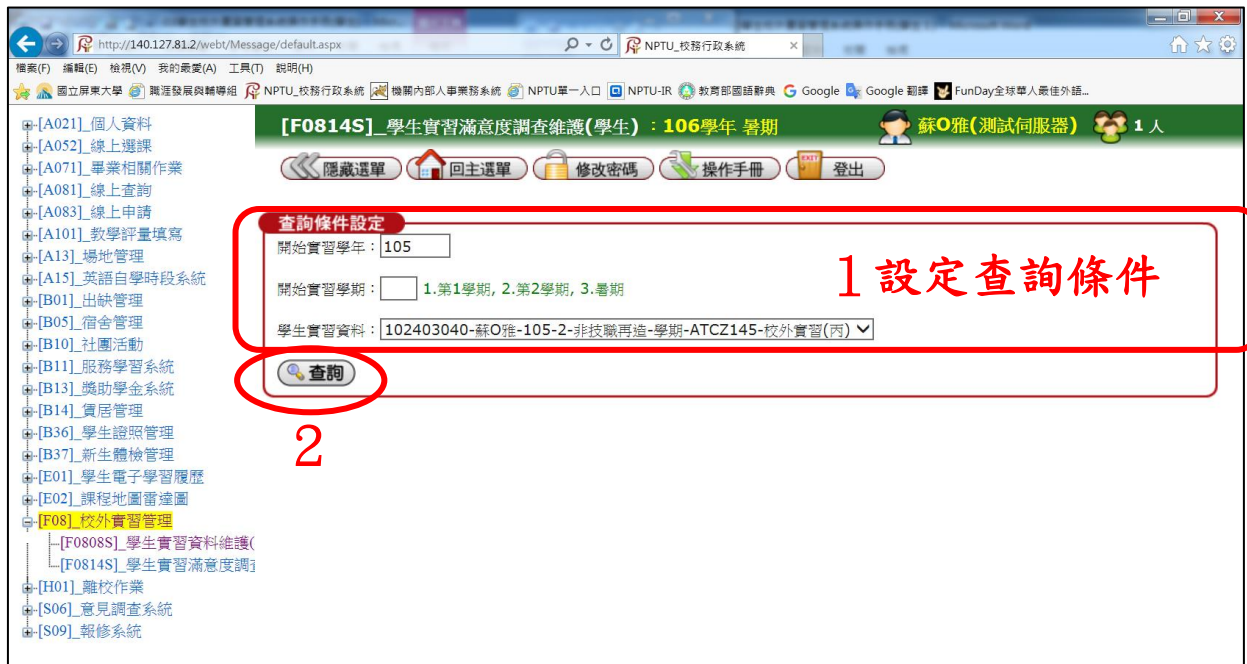 http://140.127.81.2/webt/Message/default.aspx
NPTU_校務行政系統
檔案(F) 編輯(E) 檢視(V) 我的最愛(A) 工具(T) 說明(H)
國立屏東大學 職涯發展與輔導組 NPTU_校務行政系統 機關內部人事業務系統 NPTU單一入口 NPTU-IR 教育部國語辭典 Google Google 翻譯 FunDay全球華人最佳外語...
[A021]_個人資料
[A052]_線上選課
[A071]_畢業相關作業
[A081]_線上查詢
[A083]_線上申請
[A101]_教學評量填寫
[A13]_場地管理
[A15]_英語自學時段系統
[B01]_出缺管理
[B05]_宿舍管理
[B10]_社團活動
[B11]_服務學習系統
[B13]_獎助學金系統
[B14]_賃居管理
[B36]_學生證照管理
[B37]_新生體檢管理
[E01]_學生電子學習履歷
[E02]_課程地圖雷達圖
[F08]_校外實習管理
[F0808S]_學生實習資料維護(
[F0814S]_學生實習滿意度調
[H01]_離校作業
[S06]_意見調查系統
[S09]_報修系統
[F0814S]_學生實習滿意度調查維護(學生)：106學年 暑期
蘇O雅(測試伺服器) 1 人
隱藏選單 回主選單 修改密碼 操作手冊 EXIT 登出
查詢條件設定
開始實習學年：105
開始實習學期： 1.第1學期, 2.第2學期, 3.暑期
學生實習資料：102403040-蘇O雅-105-2-非技職再造-學期-ATCZ145-校外實習(丙)
查詢
1設定查詢條件
2